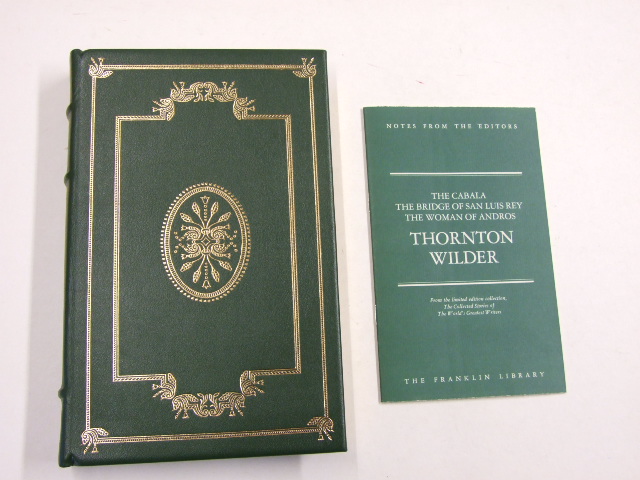 NOTES FROM THE EDITORS
THE CABALA
THE BRIDGE OF SAN LUIS REY
THE WOMAN OF ANDROS
THORNTON
WILDER
From the limited edition collection,
The Collected Stories of
The World's Greatest Writers
THE FRANKLIN LIBRARY